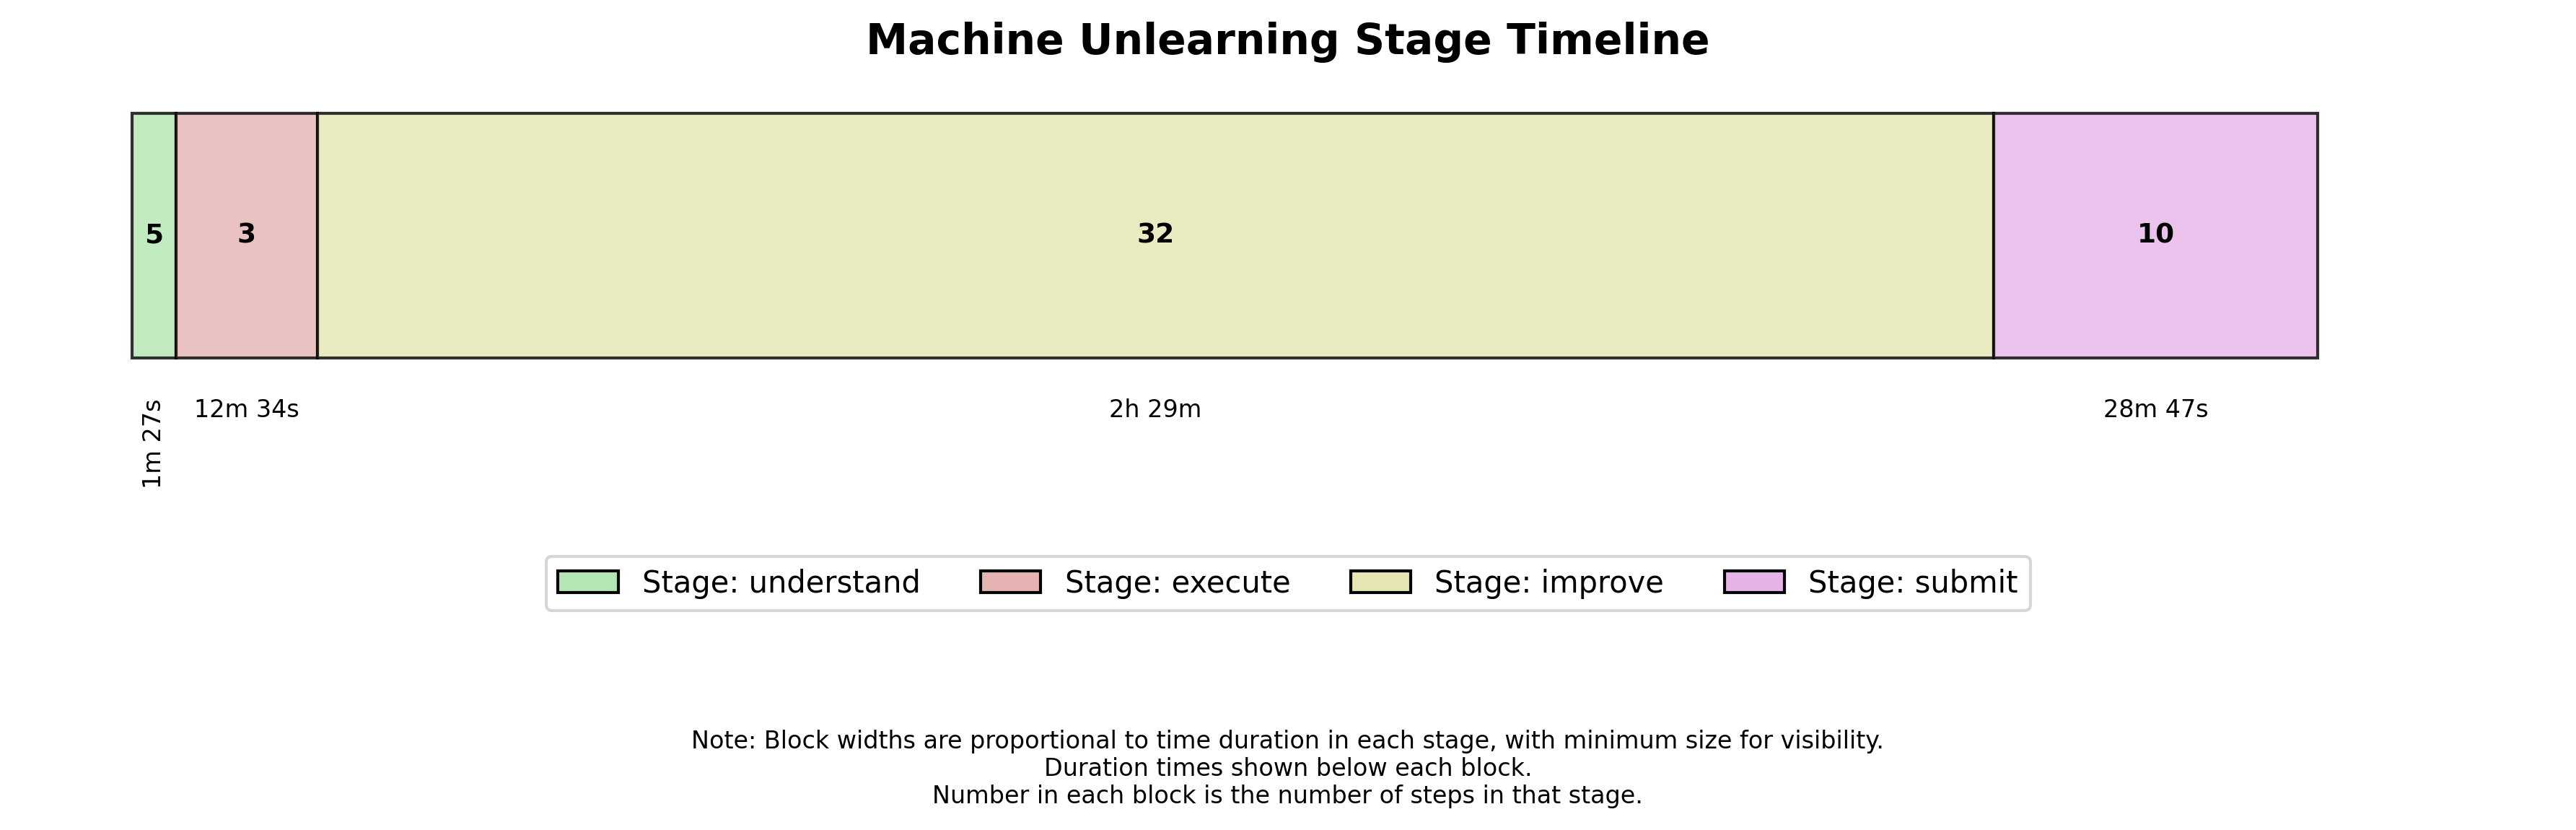 Machine Unlearning Stage Timeline
5
3
32
10
1m 27s
12m 34s
2h 29m
28m 47s
Stage: understand
Stage: execute
Stage: improve
Stage: submit
Note: Block widths are proportional to time duration in each stage, with minimum size for visibility.
Duration times shown below each block.
Number in each block is the number of steps in that stage.